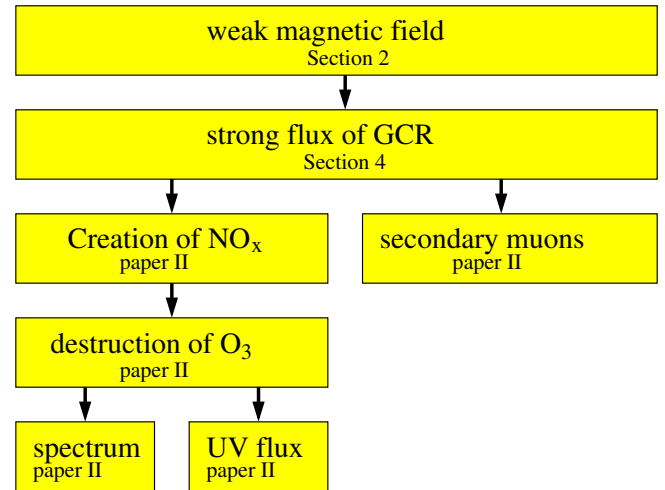 weak magnetic field
Section 2
strong flux of GCR
Section 4
Creation of NOₓ
paper II
secondary muons
paper II
destruction of O₃
paper II
spectrum
paper II
UV flux
paper II